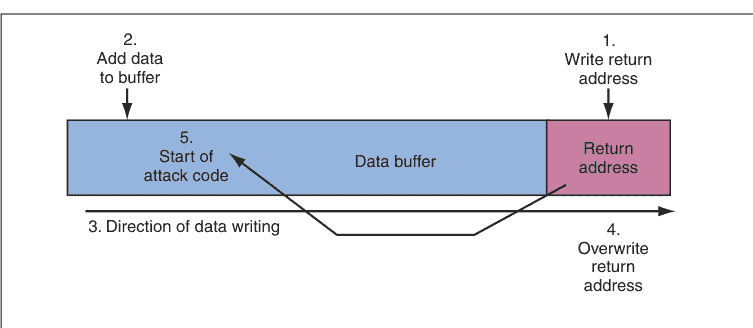 2.
Add data
to buffer
1.
Write return
address
5.
Start of
attack code
Data buffer
Return
address
3. Direction of data writing
4.
Overwrite
return
address